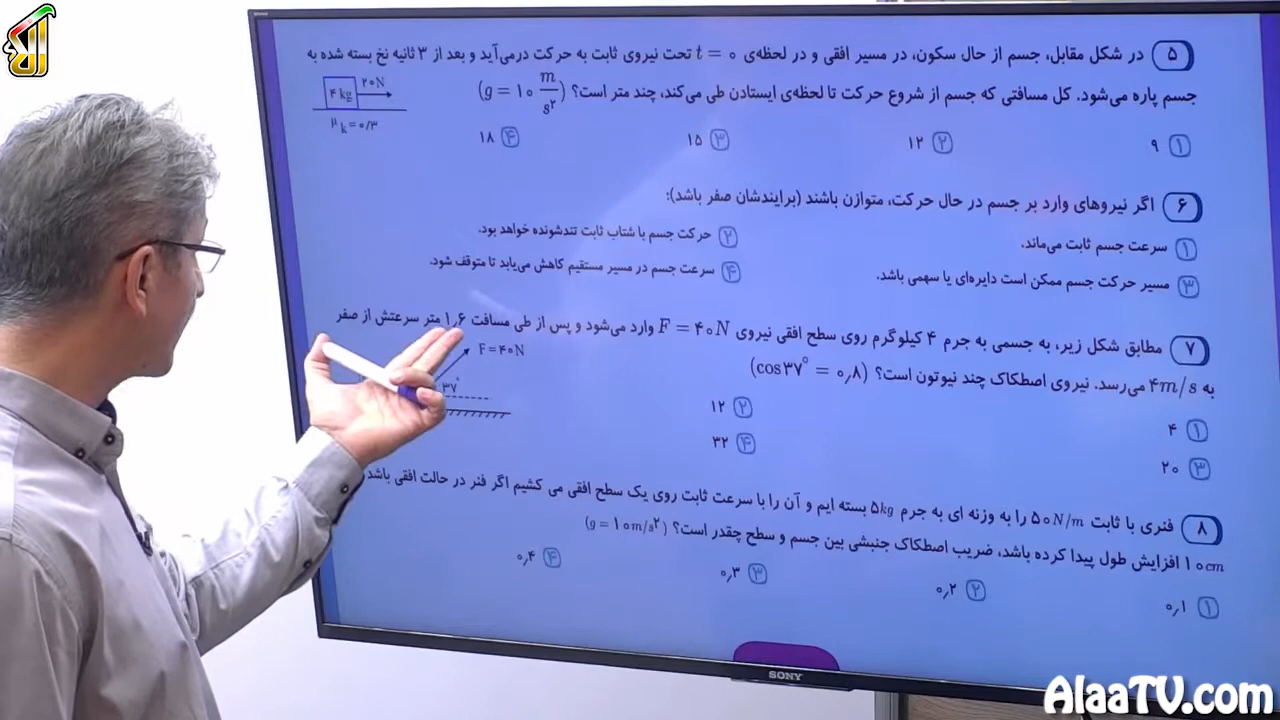 ۵ در شکل مقابل، جسم از حال سکون، در مسیر افقی و در لحظه‌ی t = ۰ تحت نیروی ثابت به حرکت درمی‌آید و بعد از ۳ ثانیه نخ بسته شده به
جسم پاره می‌شود. کل مسافتی که جسم از شروع حرکت تا لحظه‌ی ایستادن طی می‌کند، چند متر است؟ (g = ۱۰ m/s²)
۴ kg ۲۰N
μk = ۰/۳
۱ ۹ ۲ ۱۲ ۳ ۱۵ ۴ ۱۸
۶ اگر نیروهای وارد بر جسم در حال حرکت، متوازن باشند (برایندشان صفر باشد):
۱ سرعت جسم ثابت می‌ماند. ۲ حرکت جسم با شتاب ثابت تندشونده خواهد بود.
۳ مسیر حرکت جسم ممکن است دایره‌ای یا سهمی باشد. ۴ سرعت جسم در مسیر مستقیم کاهش می‌یابد تا متوقف شود.
۷ مطابق شکل زیر، به جسمی به جرم ۴ کیلوگرم روی سطح افقی نیروی F = ۴۰N وارد می‌شود و پس از طی مسافت ۱٫۶ متر سرعتش از صفر
به ۴m/s می‌رسد. نیروی اصطکاک چند نیوتون است؟ (cos۳۷° = ۰٫۸)
F = ۴۰N
۳۷°
۱ ۴ ۲ ۱۲
۳ ۲۰ ۴ ۳۲
۸ فنری با ثابت ۵۰N/m را به وزنه ای به جرم ۵kg بسته ایم و آن را با سرعت ثابت روی یک سطح افقی می کشیم اگر فنر در حالت افقی باشد
۱۰cm افزایش طول پیدا کرده باشد، ضریب اصطکاک جنبشی بین جسم و سطح چقدر است؟ (g = ۱۰m/s²)
۱ ۰٫۱ ۲ ۰٫۲ ۳ ۰٫۳ ۴ ۰٫۴
SONY
AlaaTV.com